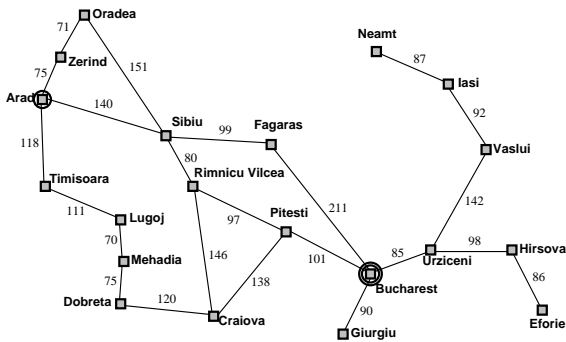 Oradea
71
Neamt
87
Zerind
151
75
Iasi
Arad
140
92
Sibiu
99
Fagaras
118
Vaslui
80
Rimnicu Vilcea
Timisoara
142
111
211
Lugoj
97
Pitesti
70
98
Hirsova
146
101
85
Urziceni
Mehadia
138
86
75
Bucharest
120
90
Dobreta
Craiova
Eforie
Giurgiu